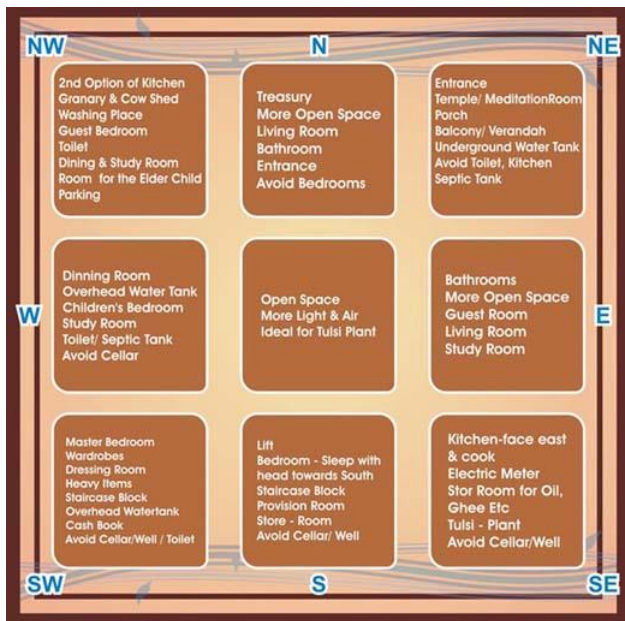 NW
N
NE
2nd Option of Kitchen
Granary & Cow Shed
Washing Place
Guest Bedroom
Toilet
Dining & Study Room
Room for the Elder Child
Parking
Treasury
More Open Space
Living Room
Bathroom
Entrance
Avoid Bedrooms
Entrance
Temple/ MeditationRoom
Porch
Balcony/ Verandah
Underground Water Tank
Avoid Toilet, Kitchen
Septic Tank
W
Dinning Room
Overhead Water Tank
Children's Bedroom
Study Room
Toilet/ Septic Tank
Avoid Cellar
Open Space
More Light & Air
Ideal for Tulsi Plant
Bathrooms
More Open Space
Guest Room
Living Room
Study Room
E
Master Bedroom
Wardrobes
Dressing Room
Heavy Items
Staircase Block
Overhead Watertank
Cash Book
Avoid Cellar/Well / Toilet
Lift
Bedroom - Sleep with
head towards South
Staircase Block
Provision Room
Store - Room
Avoid Cellar/ Well
Kitchen-face east
& cook
Electric Meter
Stor Room for Oil,
Ghee Etc
Tulsi - Plant
Avoid Cellar/Well
SW
S
SE